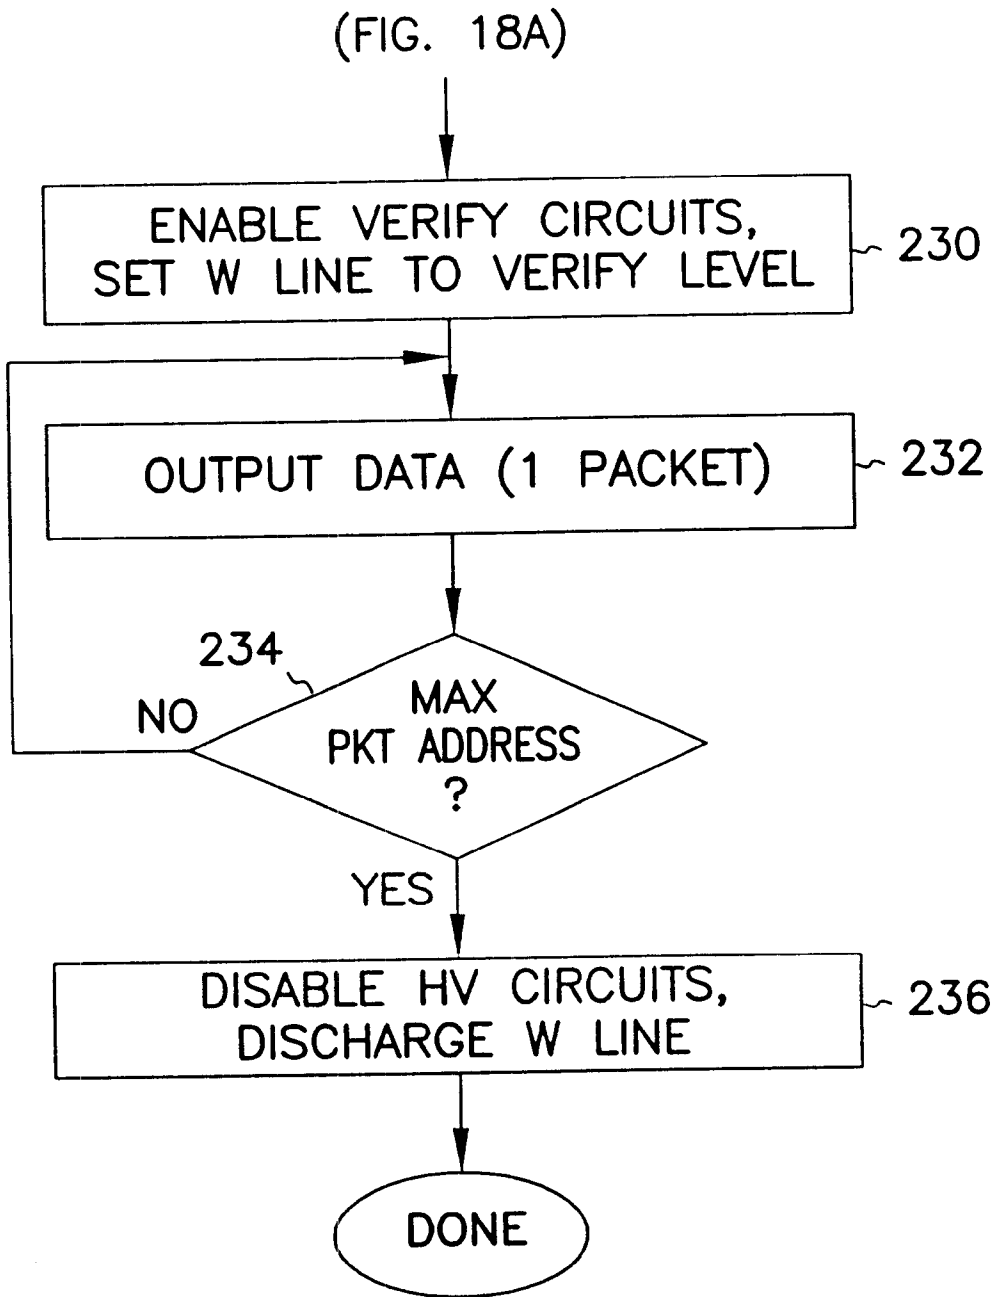 (FIG. 18A)
ENABLE VERIFY CIRCUITS,
SET W LINE TO VERIFY LEVEL
230
OUTPUT DATA (1 PACKET)
232
234
MAX
PKT ADDRESS
?
NO
YES
DISABLE HV CIRCUITS,
DISCHARGE W LINE
236
DONE